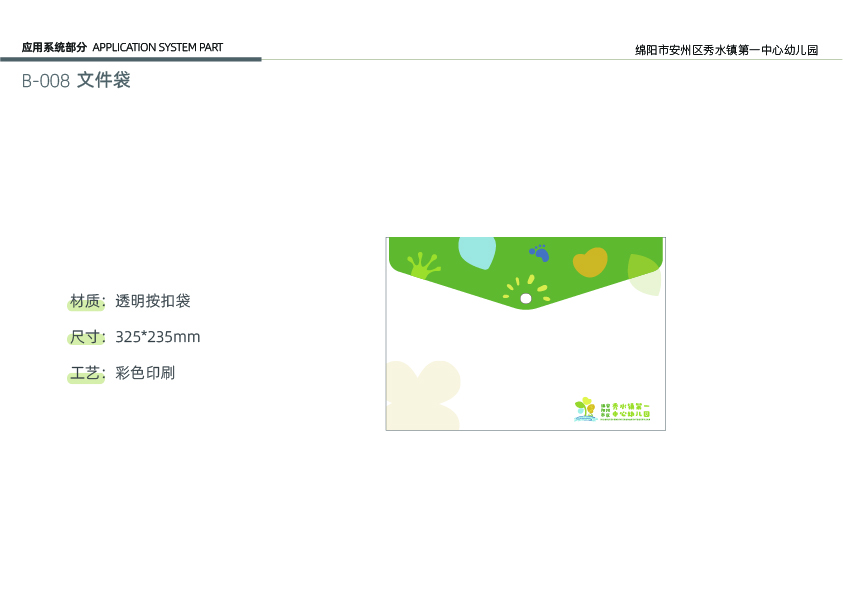 应用系统部分 APPLICATION SYSTEM PART
绵阳市安州区秀水镇第一中心幼儿园
B-008 文件袋
材质：透明按扣袋
尺寸：325*235mm
工艺：彩色印刷
秀水镇第一
中心幼儿园